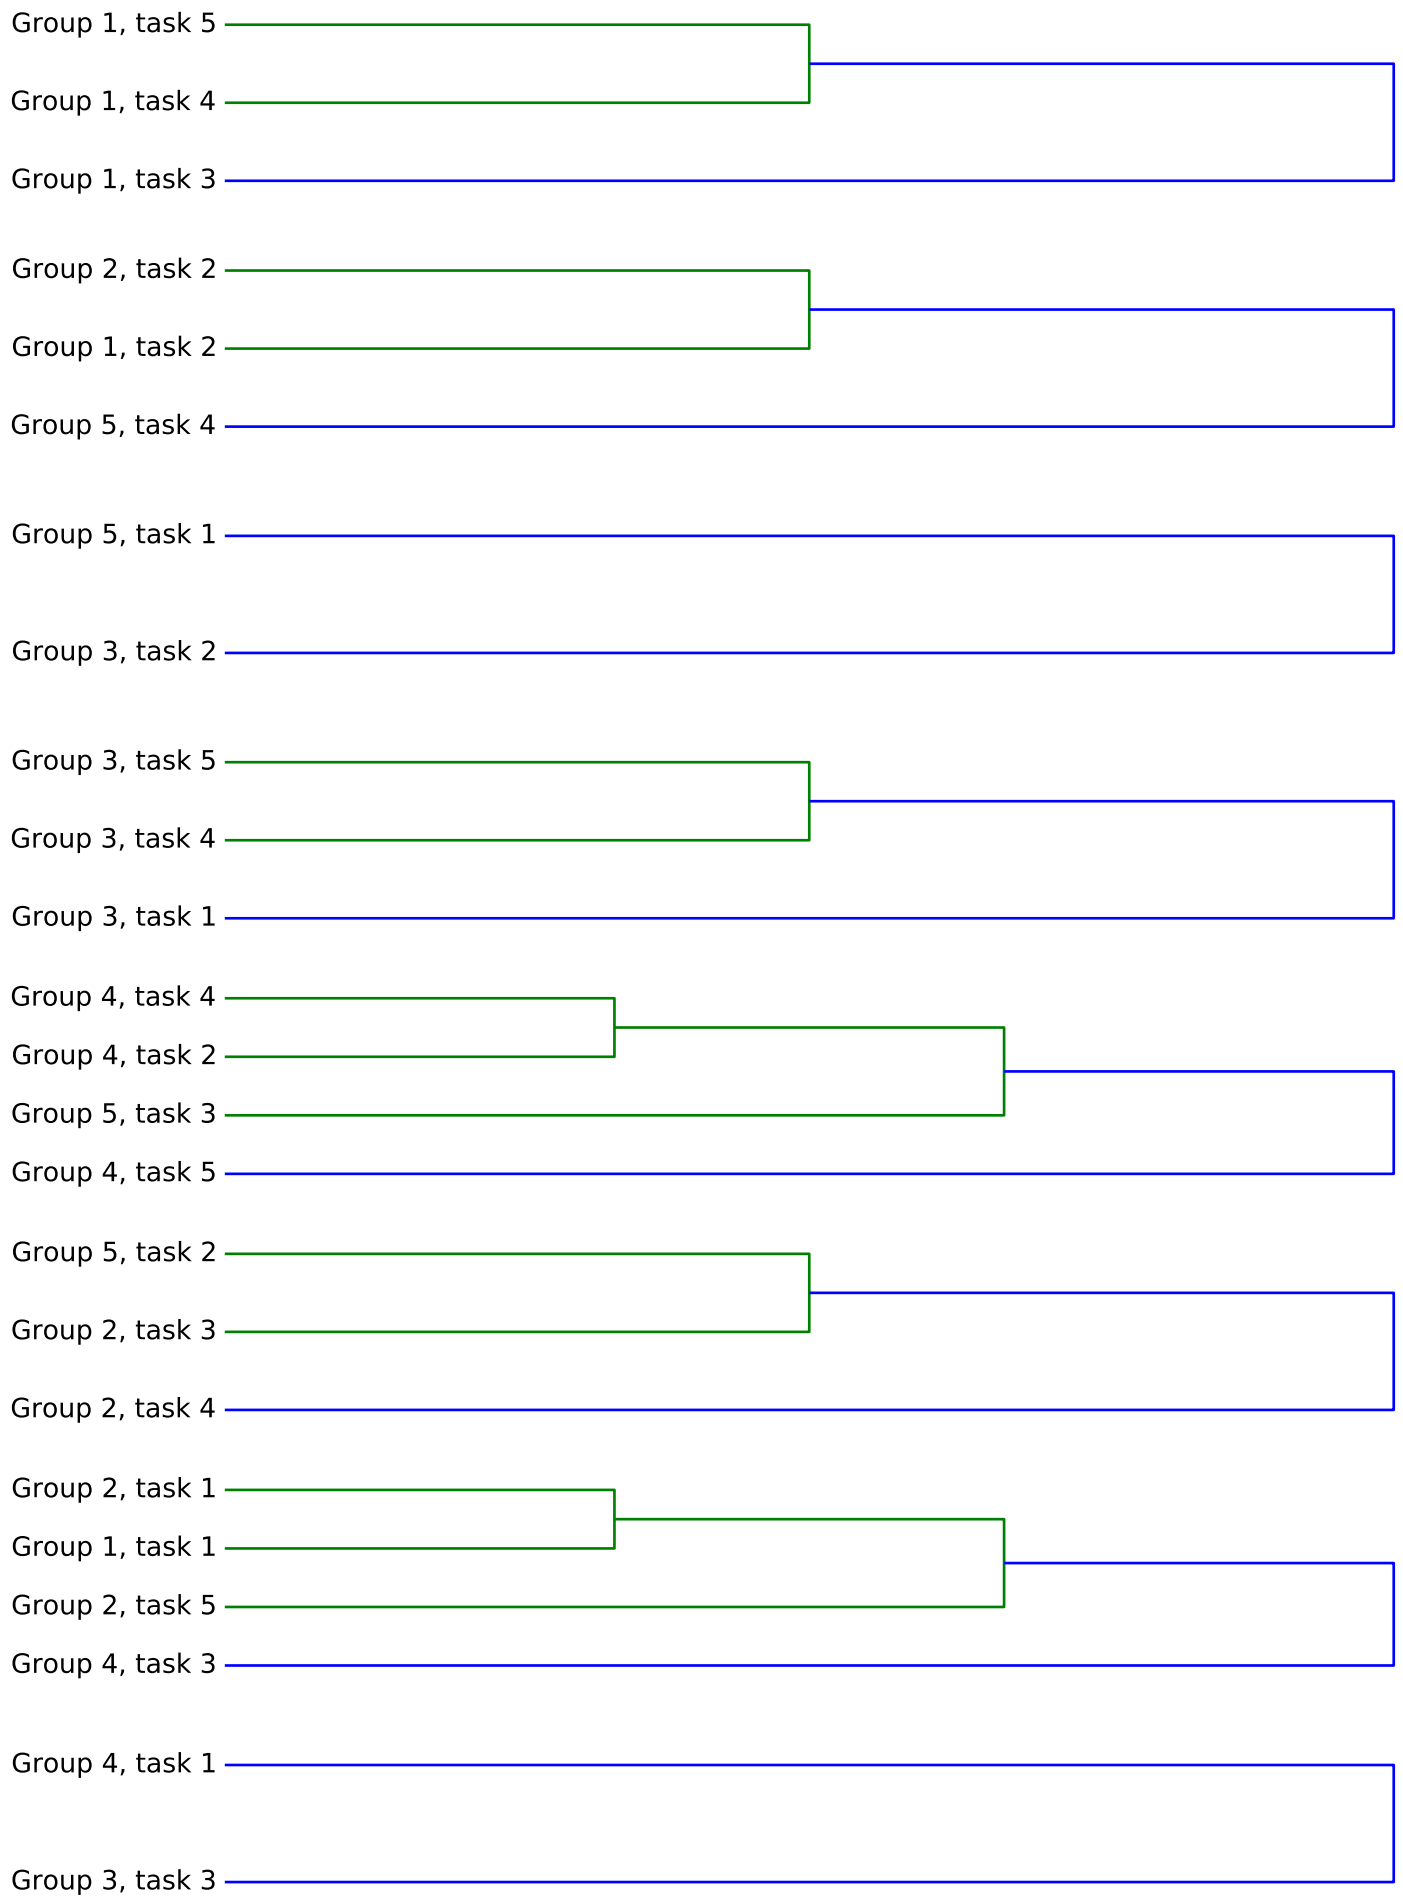 Group 1, task 5
Group 1, task 4
Group 1, task 3
Group 2, task 2
Group 1, task 2
Group 5, task 4
Group 5, task 1
Group 3, task 2
Group 3, task 5
Group 3, task 4
Group 3, task 1
Group 4, task 4
Group 4, task 2
Group 5, task 3
Group 4, task 5
Group 5, task 2
Group 2, task 3
Group 2, task 4
Group 2, task 1
Group 1, task 1
Group 2, task 5
Group 4, task 3
Group 4, task 1
Group 3, task 3